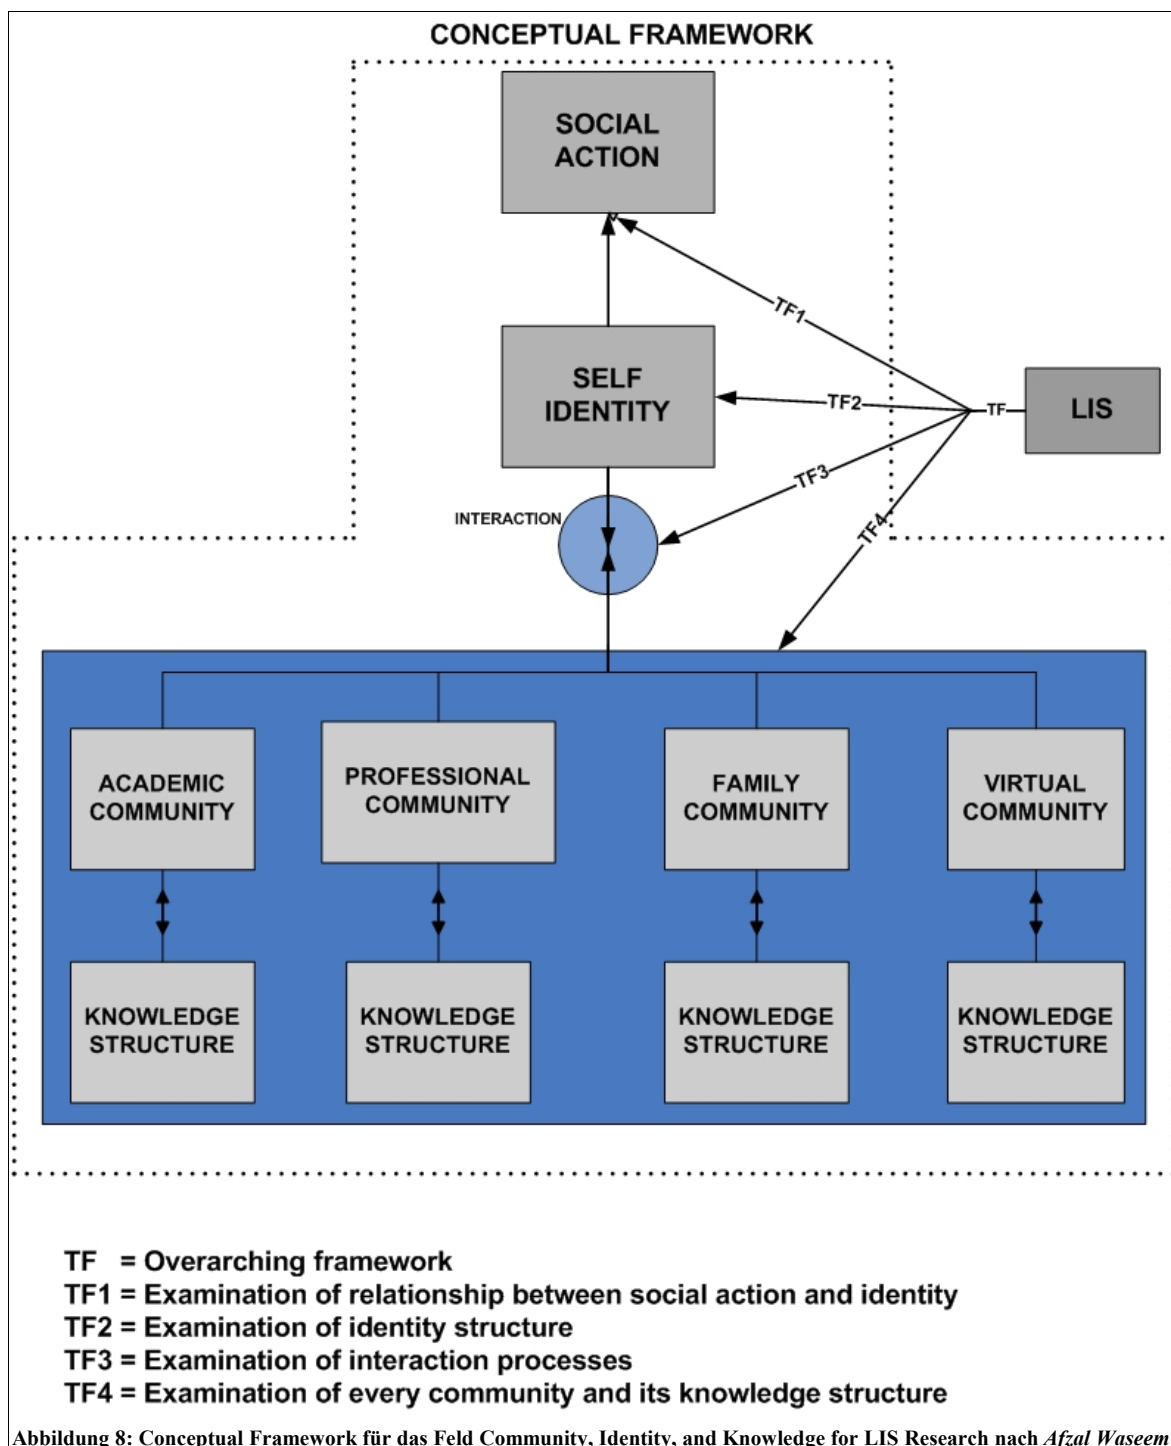 CONCEPTUAL FRAMEWORK
SOCIAL
ACTION
TF1
SELF
IDENTITY
TF2
TF
LIS
TF3
INTERACTION
TF4
ACADEMIC
COMMUNITY
PROFESSIONAL
COMMUNITY
FAMILY
COMMUNITY
VIRTUAL
COMMUNITY
KNOWLEDGE
STRUCTURE
KNOWLEDGE
STRUCTURE
KNOWLEDGE
STRUCTURE
KNOWLEDGE
STRUCTURE
TF = Overarching framework
TF1 = Examination of relationship between social action and identity
TF2 = Examination of identity structure
TF3 = Examination of interaction processes
TF4 = Examination of every community and its knowledge structure
Abbildung 8: Conceptual Framework für das Feld Community, Identity, and Knowledge for LIS Research nach Afzal Waseem